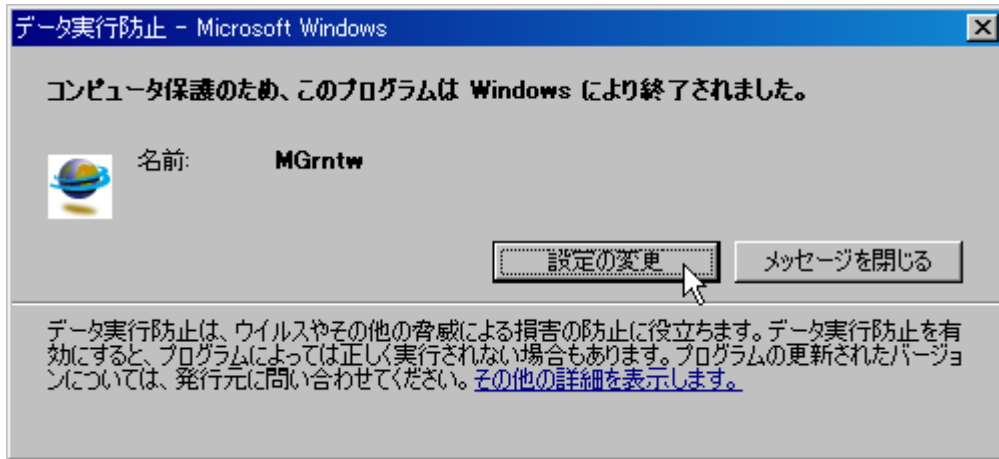 データ実行防止 - Microsoft Windows
コンピュータ保護のため、このプログラムは Windows により終了されました。
名前: MGrntw
設定の変更 メッセージを閉じる
データ実行防止は、ウイルスやその他の脅威による損害の防止に役立ちます。データ実行防止を有
効にすると、プログラムによっては正しく実行されない場合もあります。プログラムの更新されたバージョ
ンについては、発行元に問い合わせてください。その他の詳細を表示します。